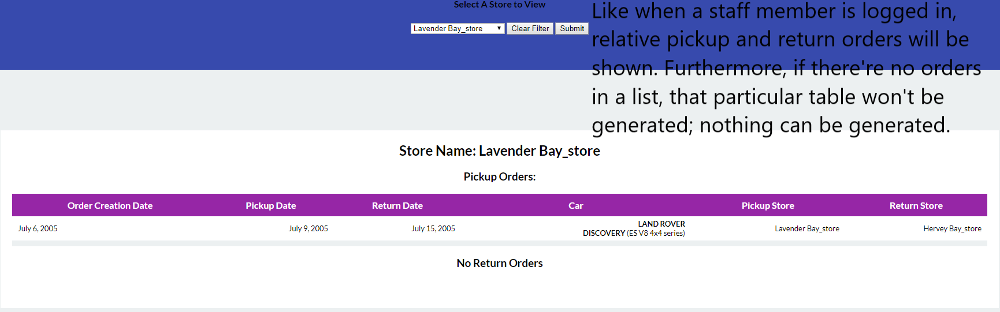 Select A Store to View
Lavender Bay_store Clear Filter Submit
Like when a staff member is logged in,
relative pickup and return orders will be
shown. Furthermore, if there're no orders
in a list, that particular table won't be
generated; nothing can be generated.
Store Name: Lavender Bay_store
Pickup Orders:
Order Creation Date Pickup Date Return Date Car Pickup Store Return Store
July 6, 2005 July 9, 2005 July 15, 2005 LAND ROVER
DISCOVERY (ES V8 4x4 series) Lavender Bay_store Hervey Bay_store
No Return Orders